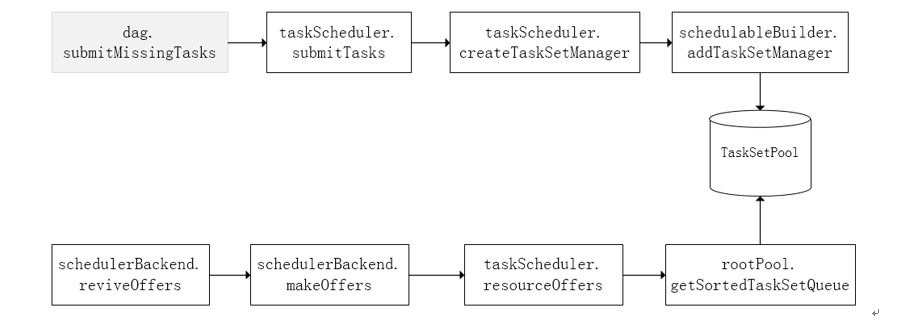 dag.
submitMissingTasks
taskScheduler.
submitTasks
taskScheduler.
createTaskSetManager
schedulableBuilder.
addTaskSetManager
TaskSetPool
schedulerBackend.
reviveOffers
schedulerBackend.
makeOffers
taskScheduler.
resourceOffers
rootPool.
getSortedTaskSetQueue